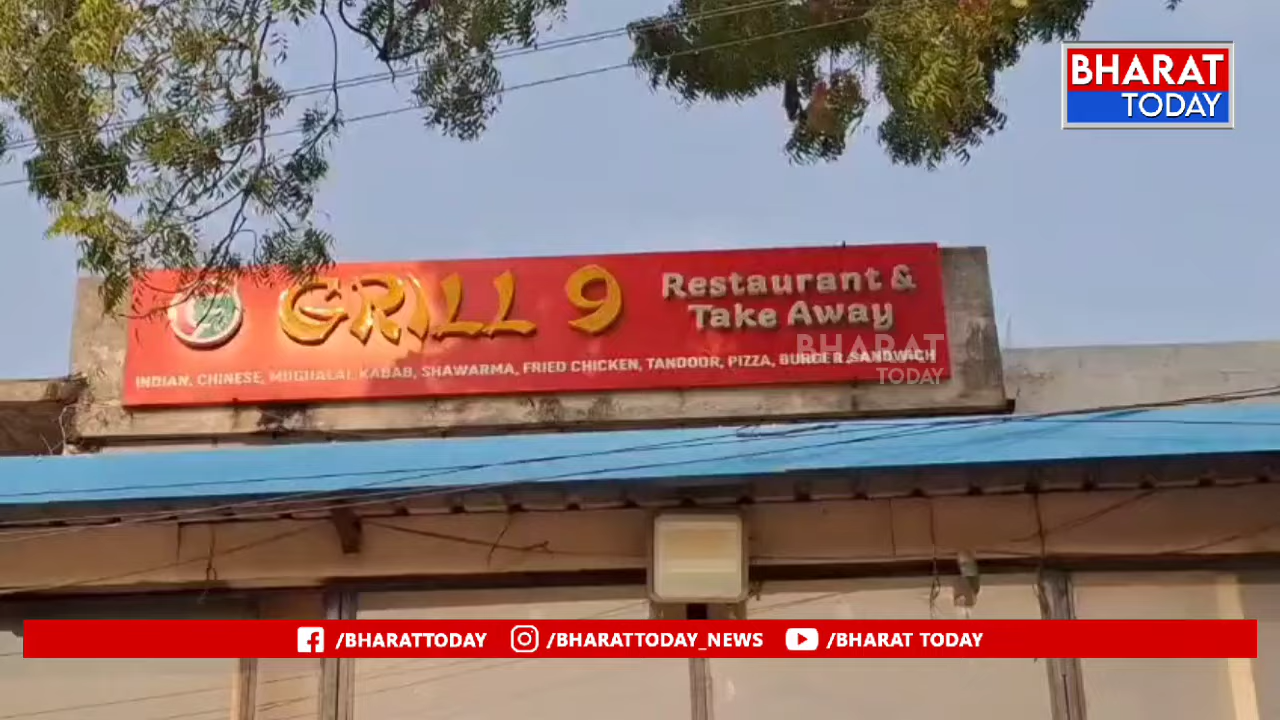 BHARAT
TODAY
GRILL 9
Restaurant &
Take Away
INDIAN, CHINESE, MUGHALAI, KABAB, SHAWARMA, FRIED CHICKEN, TANDOOR, PIZZA, BURGER, SANDWICH
BHARAT
TODAY
/BHARATTODAY /BHARATTODAY_NEWS /BHARAT TODAY